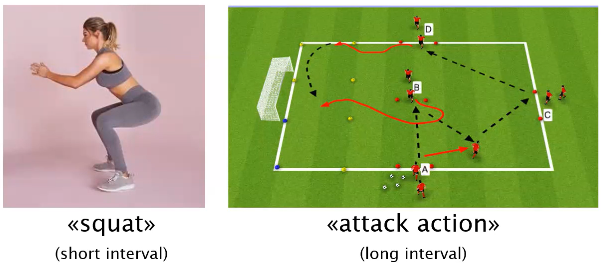 D
B
C
A
«squat» «attack action»
(short interval) (long interval)